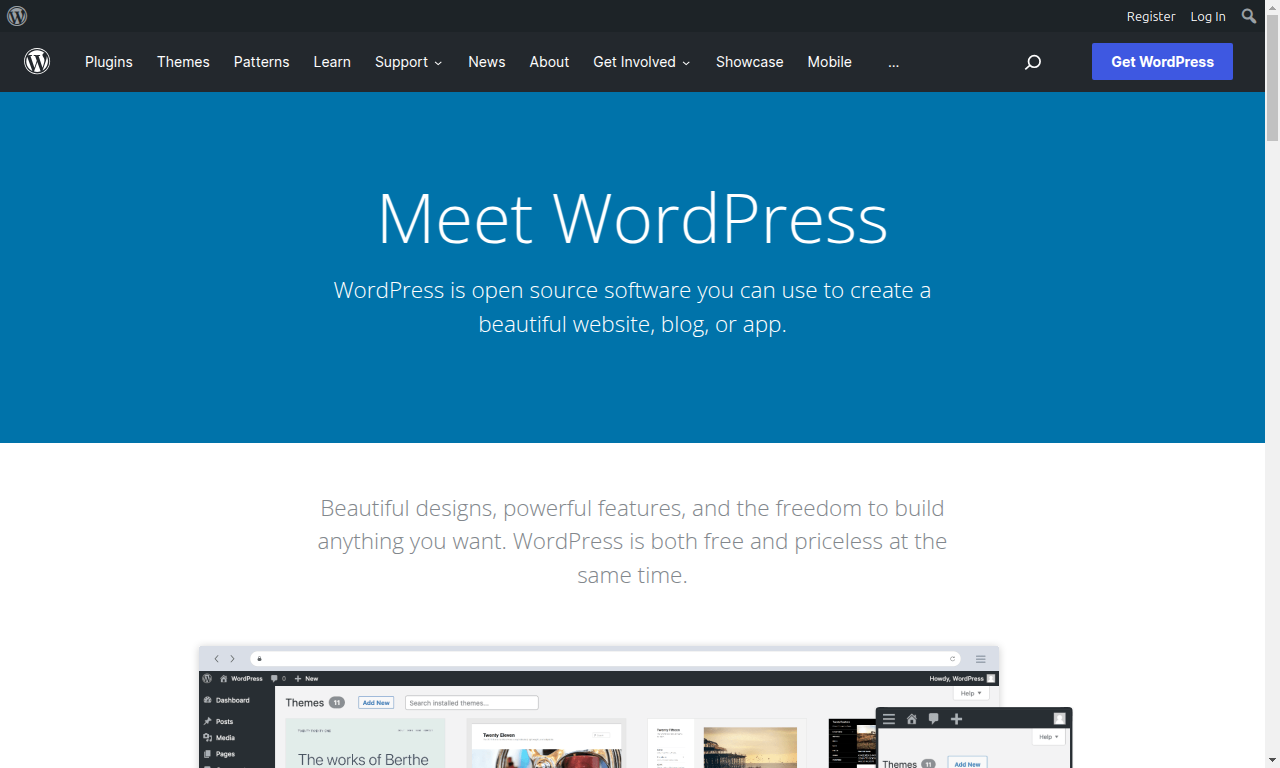 Register Log In
Plugins Themes Patterns Learn Support News About Get Involved Showcase Mobile ... Get WordPress
Meet WordPress
WordPress is open source software you can use to create a
beautiful website, blog, or app.
Beautiful designs, powerful features, and the freedom to build
anything you want. WordPress is both free and priceless at the
same time.
WordPress 0 New Howdy, WordPress
Help
Dashboard
Themes 11 Add New Search installed themes...
Posts
Media
Pages
Twenty Eleven
Twenty Fifteen
The works of Berthe
Help
Themes 11 Add New